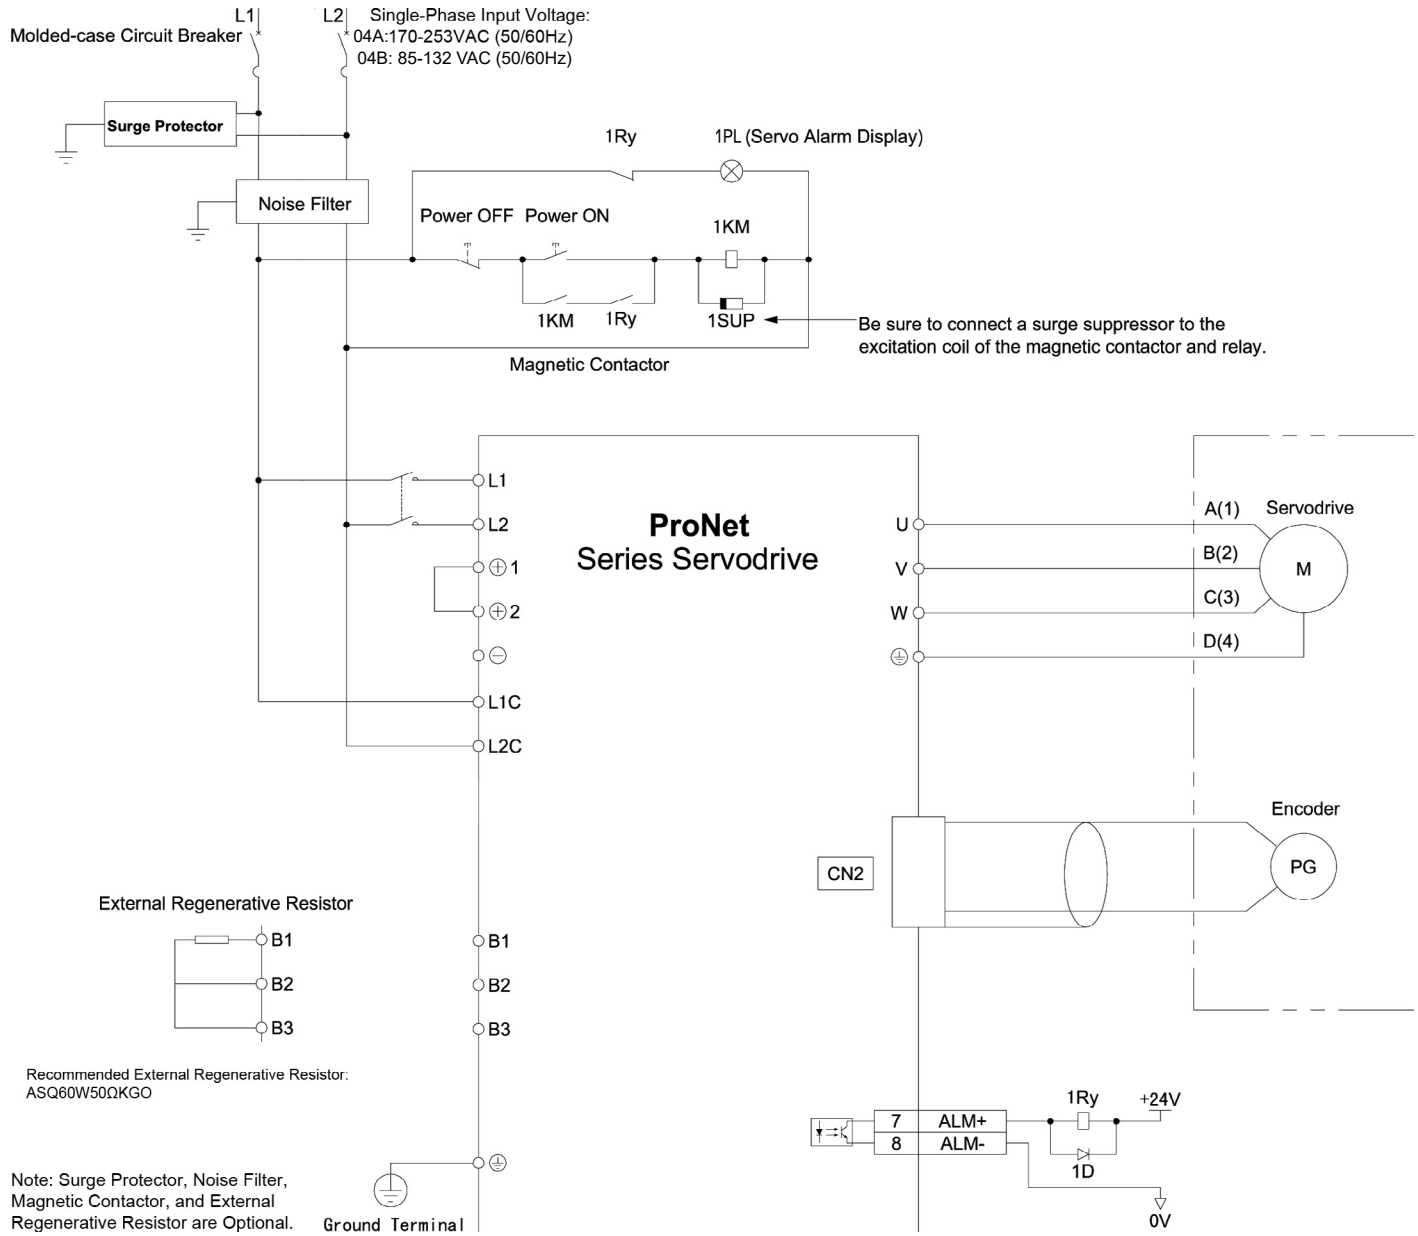 L1
L2
Single-Phase Input Voltage:
Molded-case Circuit Breaker
04A:170-253VAC (50/60Hz)
04B: 85-132 VAC (50/60Hz)
Surge Protector
1Ry
1PL (Servo Alarm Display)
Noise Filter
Power OFF
Power ON
1KM
1KM
1Ry
1SUP
Be sure to connect a surge suppressor to the
excitation coil of the magnetic contactor and relay.
Magnetic Contactor
L1
L2
1
2
L1C
L2C
ProNet
Series Servodrive
U
V
W
A(1)
B(2)
C(3)
D(4)
Servodrive
M
Encoder
PG
CN2
External Regenerative Resistor
B1
B2
B3
B1
B2
B3
Recommended External Regenerative Resistor:
ASQ60W50ΩKGO
1Ry
+24V
7 ALM+
8 ALM-
1D
0V
Note: Surge Protector, Noise Filter,
Magnetic Contactor, and External
Regenerative Resistor are Optional.
Ground Terminal